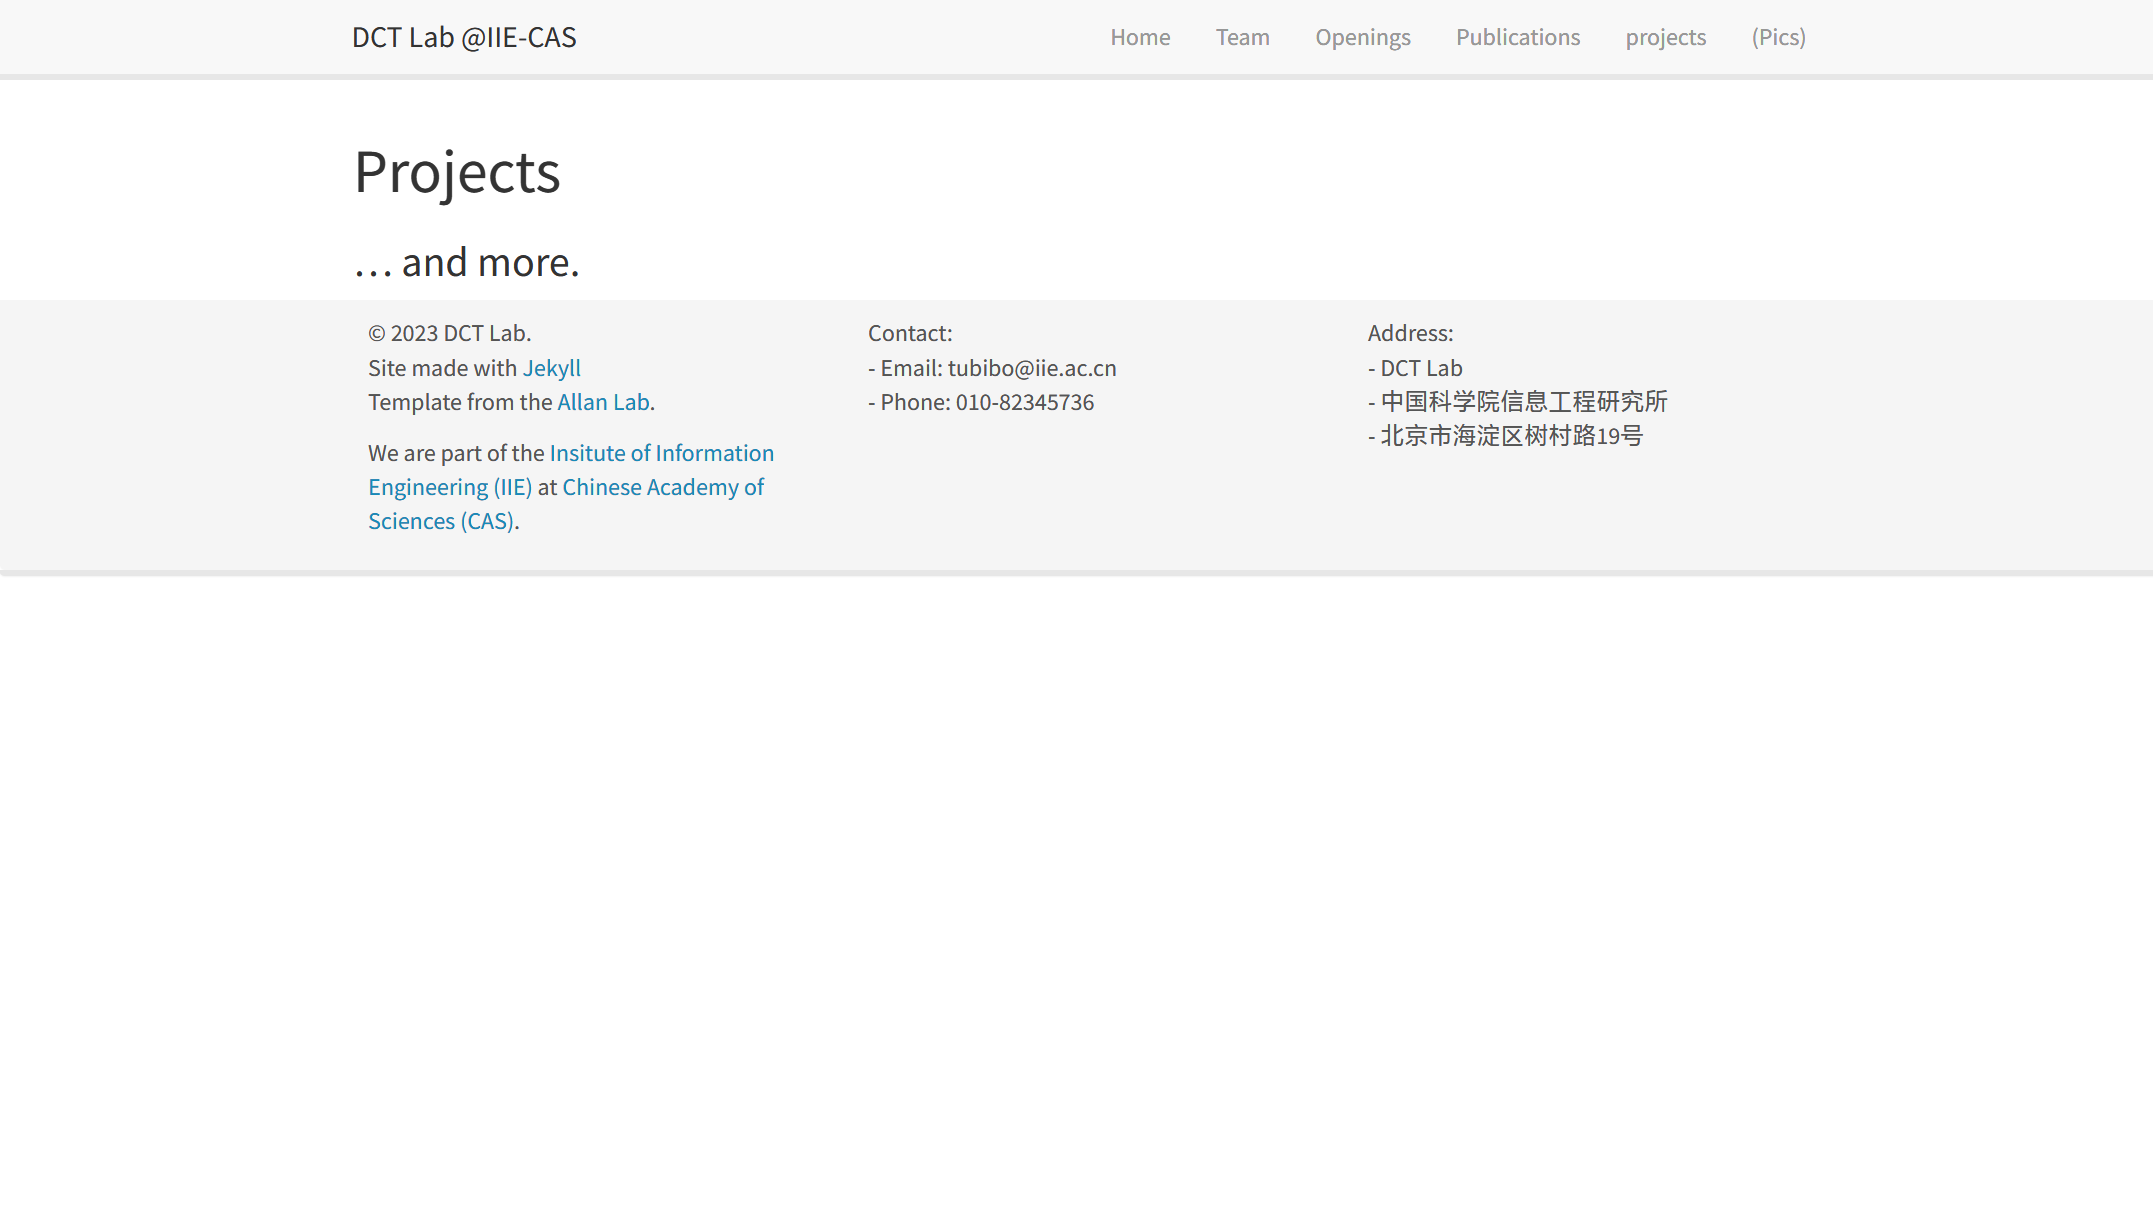 DCT Lab @IIE-CAS
Home
Team
Openings
Publications
projects
(Pics)
Projects
… and more.
© 2023 DCT Lab.
Site made with Jekyll
Template from the Allan Lab.
We are part of the Insitute of Information
Engineering (IIE) at Chinese Academy of
Sciences (CAS).
Contact:
- Email: tubibo@iie.ac.cn
- Phone: 010-82345736
Address:
- DCT Lab
- 中国科学院信息工程研究所
- 北京市海淀区树村路19号